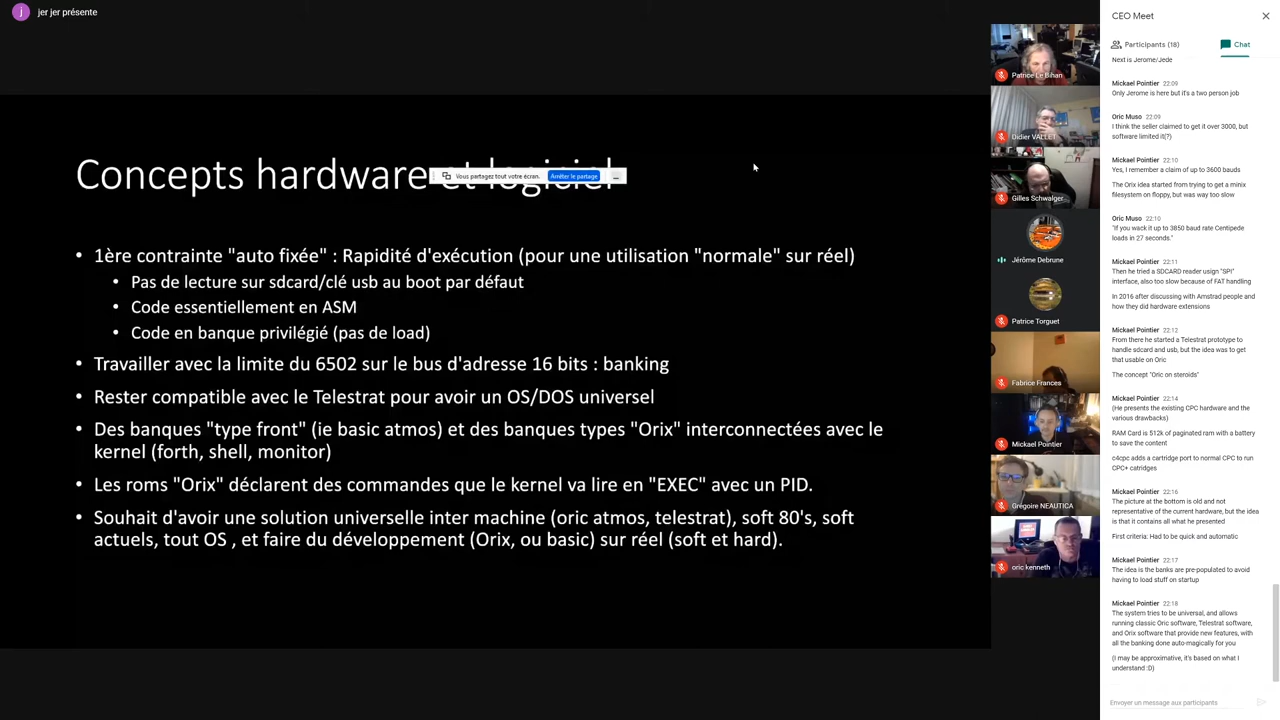 j
jer jer présente
Concepts hardware et logiciel
Vous partagez tout votre écran.
Arrêter le partage
• 1ère contrainte "auto fixée" : Rapidité d'exécution (pour une utilisation "normale" sur réel)
• Pas de lecture sur sdcard/clé usb au boot par défaut
• Code essentiellement en ASM
• Code en banque privilégié (pas de load)
• Travailler avec la limite du 6502 sur le bus d'adresse 16 bits : banking
• Rester compatible avec le Telestrat pour avoir un OS/DOS universel
• Des banques "type front" (ie basic atmos) et des banques types "Orix" interconnectées avec le
kernel (forth, shell, monitor)
• Les roms "Orix" déclarent des commandes que le kernel va lire en "EXEC" avec un PID.
• Souhait d'avoir une solution universelle inter machine (oric atmos, telestrat), soft 80's, soft
actuels, tout OS , et faire du développement (Orix, ou basic) sur réel (soft et hard).
Patrice Le Bihan
Didier VALLET
Gilles Schwalger
Jérôme Debrune
Patrice Torguet
Fabrice Frances
Mickael Pointier
Grégoire NEAUTICA
oric kenneth
CEO Meet
Participants (18)
Chat
Next is Jerome/Jede
Mickael Pointier 22:09
Only Jerome is here but it's a two person job
Oric Muso 22:09
I think the seller claimed to get it over 3000, but
software limited it(?)
Mickael Pointier 22:10
Yes, I remember a claim of up to 3600 bauds
The Orix idea started from trying to get a minix
filesystem on floppy, but was way too slow
Oric Muso 22:10
"If you wack it up to 3850 baud rate Centipede
loads in 27 seconds."
Mickael Pointier 22:11
Then he tried a SDCARD reader usign "SPI"
interface, also too slow because of FAT handling
In 2016 after discussing with Amstrad people and
how they did hardware extensions
Mickael Pointier 22:12
From there he started a Telestrat prototype to
handle sdcard and usb, but the idea was to get
that usable on Oric
The concept "Oric on steroids"
Mickael Pointier 22:14
(He presents the existing CPC hardware and the
various drawbacks)
RAM Card is 512k of paginated ram with a battery
to save the content
c4cpc adds a cartridge port to normal CPC to run
CPC+ catridges
Mickael Pointier 22:16
The picture at the bottom is old and not
representative of the current hardware, but the
idea is that it contains all what he presented
First criteria: Had to be quick and automatic
Mickael Pointier 22:17
The idea is the banks are pre-populated to avoid
having to load stuff on startup
Mickael Pointier 22:18
The system tries to be universal, and allows
running classic Oric software, Telestrat software,
and Orix software that provide new features, with
all the banking done auto-magically for you
(I may be approximative, it's based on what I
understand :D)
Envoyer un message aux participants